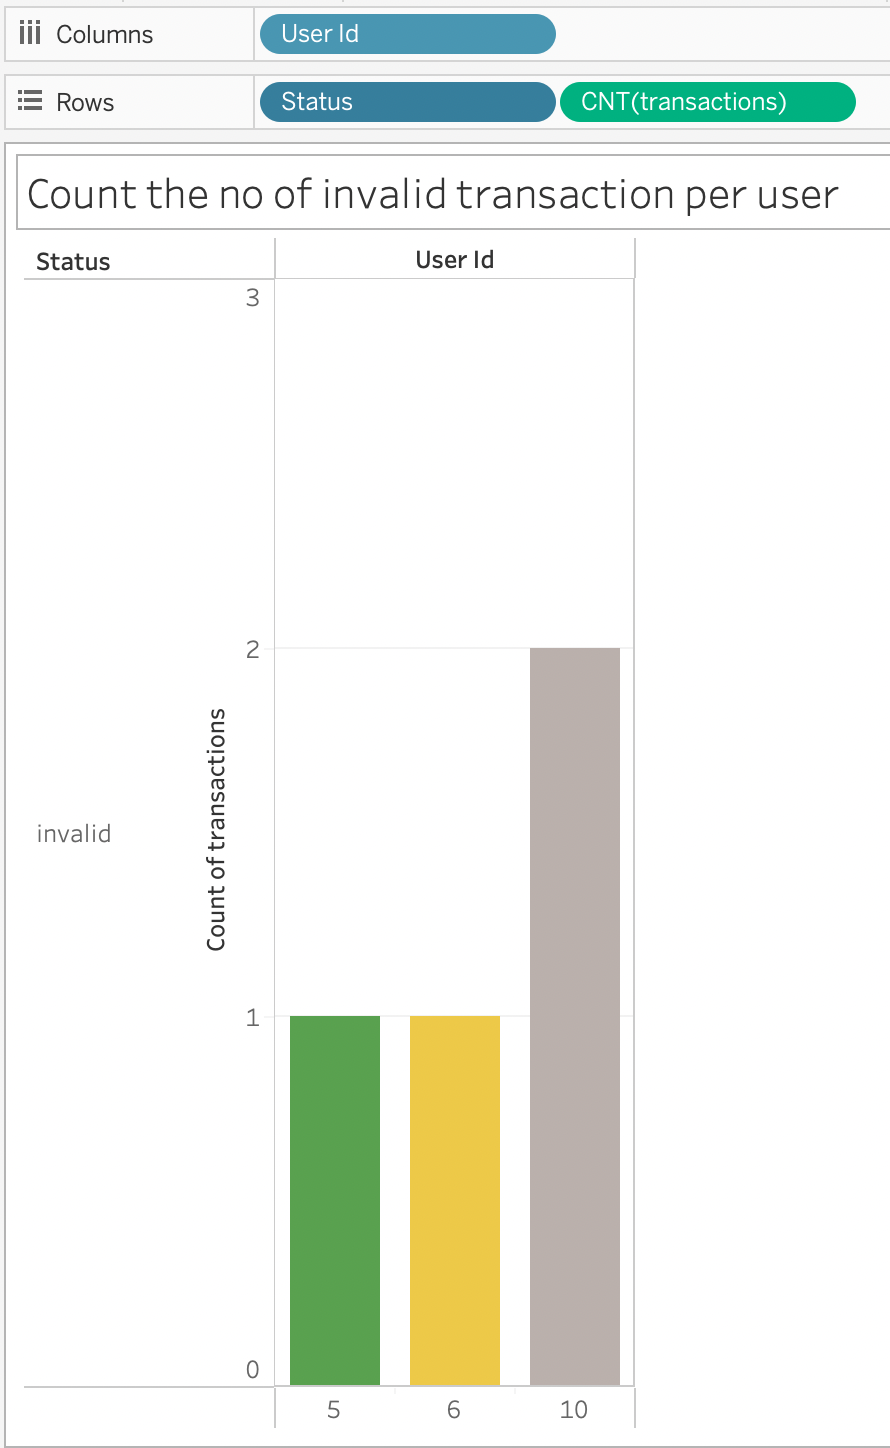 Columns User Id
Rows Status CNT(transactions)
Count the no of invalid transaction per user
Status User Id
3
2
Count of transactions
invalid
1
0
5 6 10